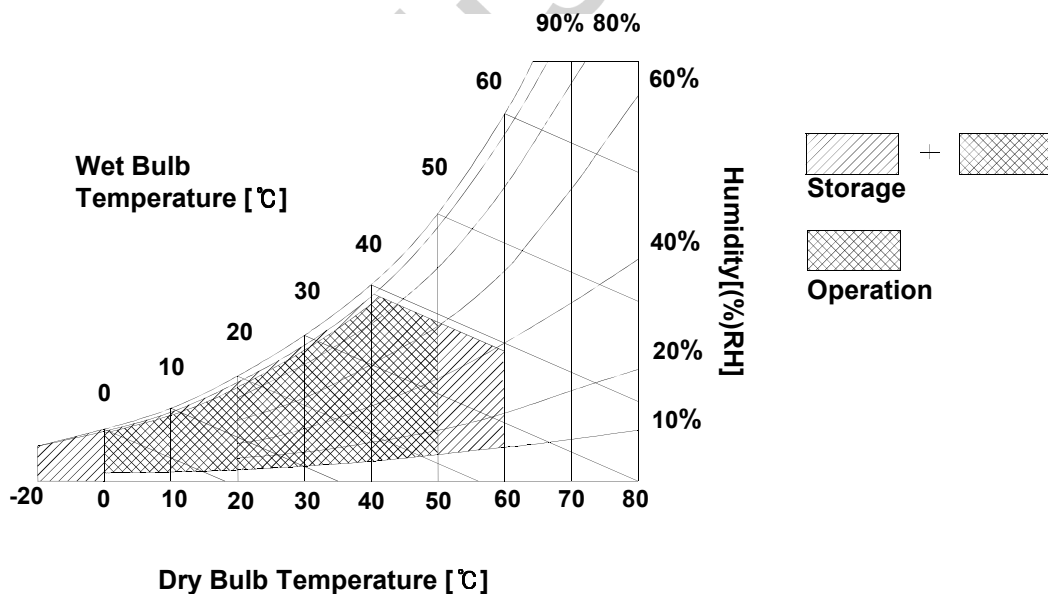 90% 80%
60
60%
50
Wet Bulb
Temperature [℃]
Storage
40
40%
Humidity[(%)RH]
30
Operation
20
20%
10
10%
0
-20 0 10 20 30 40 50 60 70 80
Dry Bulb Temperature [℃]